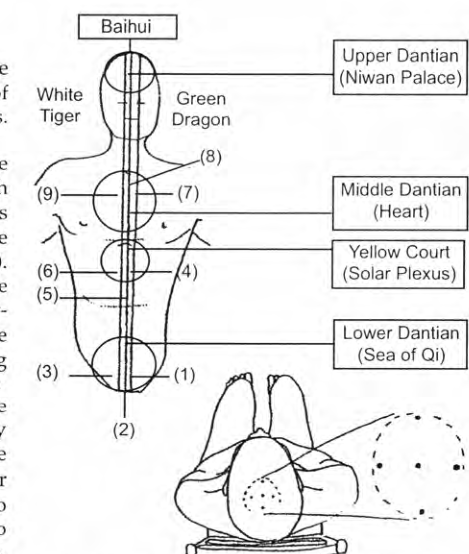 Baihui
Upper Dantian
(Niwan Palace)
White
Tiger
Green
Dragon
(8)
(9)
(7)
Middle Dantian
(Heart)
Yellow Court
(Solar Plexus)
(6)
(4)
(5)
Lower Dantian
(Sea of Qi)
(3)
(1)
(2)